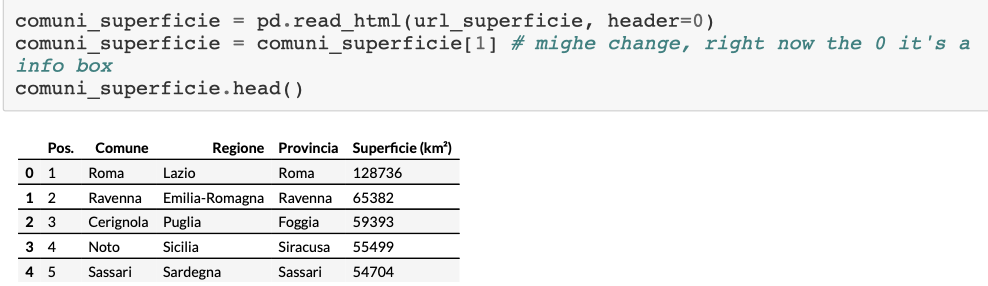 comuni_superficie = pd.read_html(url_superficie, header=0)
comuni_superficie = comuni_superficie[1] # mighe change, right now the 0 it's a
info box
comuni_superficie.head()
Pos. Comune Regione Provincia Superficie (km²)
0 1 Roma Lazio Roma 128736
1 2 Ravenna Emilia-Romagna Ravenna 65382
2 3 Cerignola Puglia Foggia 59393
3 4 Noto Sicilia Siracusa 55499
4 5 Sassari Sardegna Sassari 54704